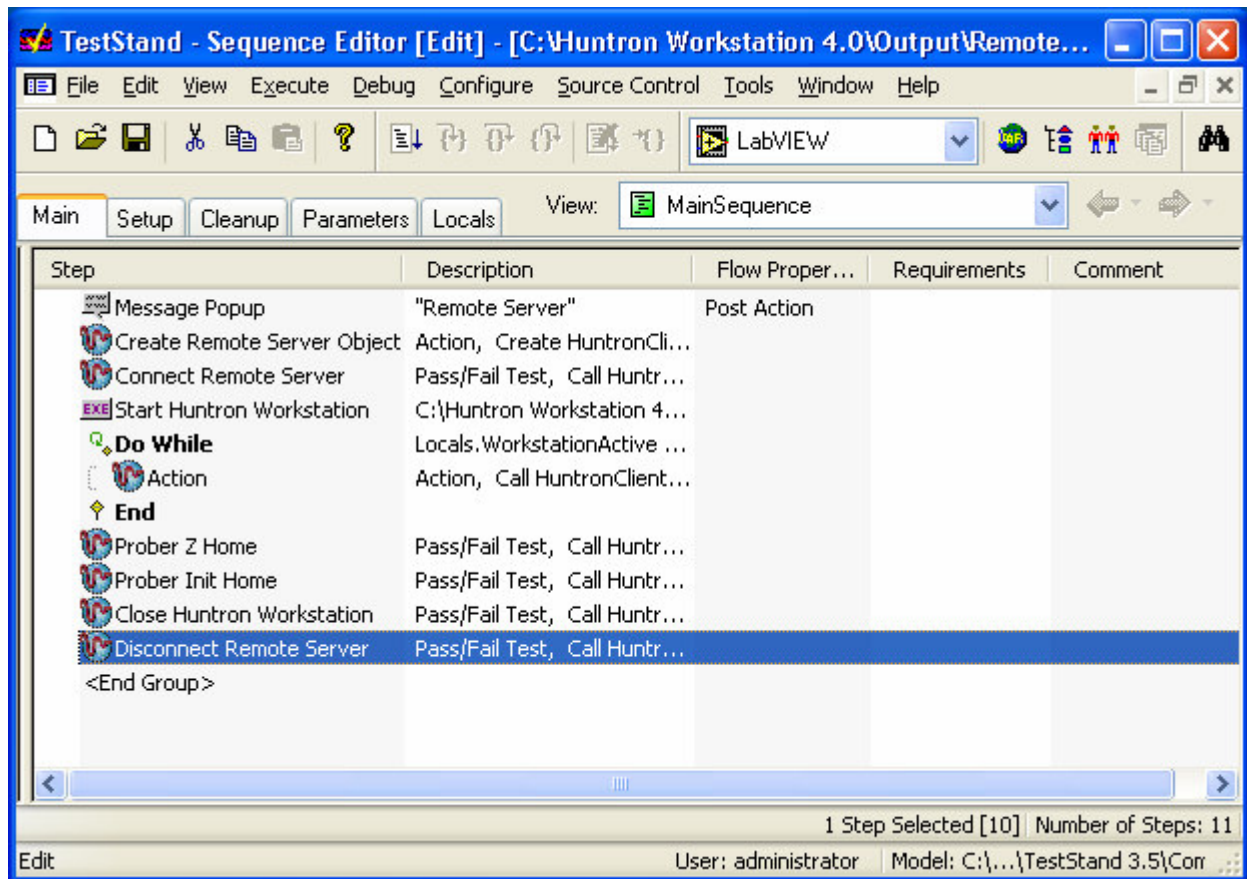 TestStand - Sequence Editor [Edit] - [C:\Huntron Workstation 4.0\Output\Remote...
File Edit View Execute Debug Configure Source Control Tools Window Help
LabVIEW
Main Setup Cleanup Parameters Locals View: MainSequence
Step Description Flow Proper... Requirements Comment
Message Popup "Remote Server" Post Action
Create Remote Server Object Action, Create HuntronCli...
Connect Remote Server Pass/Fail Test, Call Huntr...
EXE Start Huntron Workstation C:\Huntron Workstation 4...
Do While Locals.WorkstationActive ...
Action Action, Call HuntronClient...
End
Prober Z Home Pass/Fail Test, Call Huntr...
Prober Init Home Pass/Fail Test, Call Huntr...
Close Huntron Workstation Pass/Fail Test, Call Huntr...
Disconnect Remote Server Pass/Fail Test, Call Huntr...
<End Group>
1 Step Selected [10] Number of Steps: 11
Edit User: administrator Model: C:\...\TestStand 3.5\Com